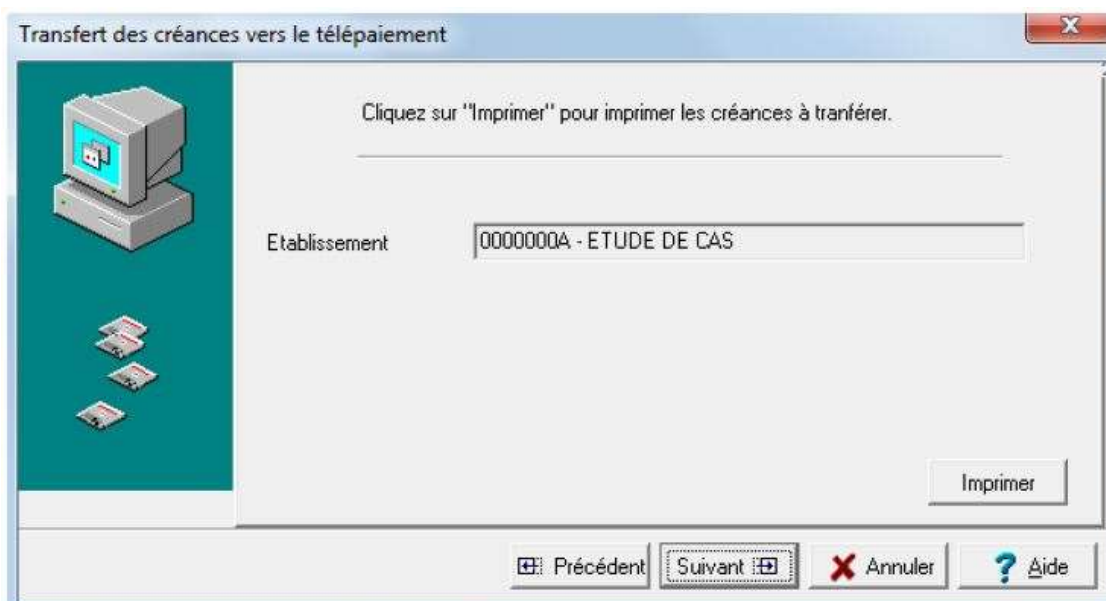 Transfert des créances vers le télépaiement
Cliquez sur "Imprimer" pour imprimer les créances à tranférer.
Etablissement
0000000A - ETUDE DE CAS
Imprimer
Précédent
Suivant
Annuler
Aide